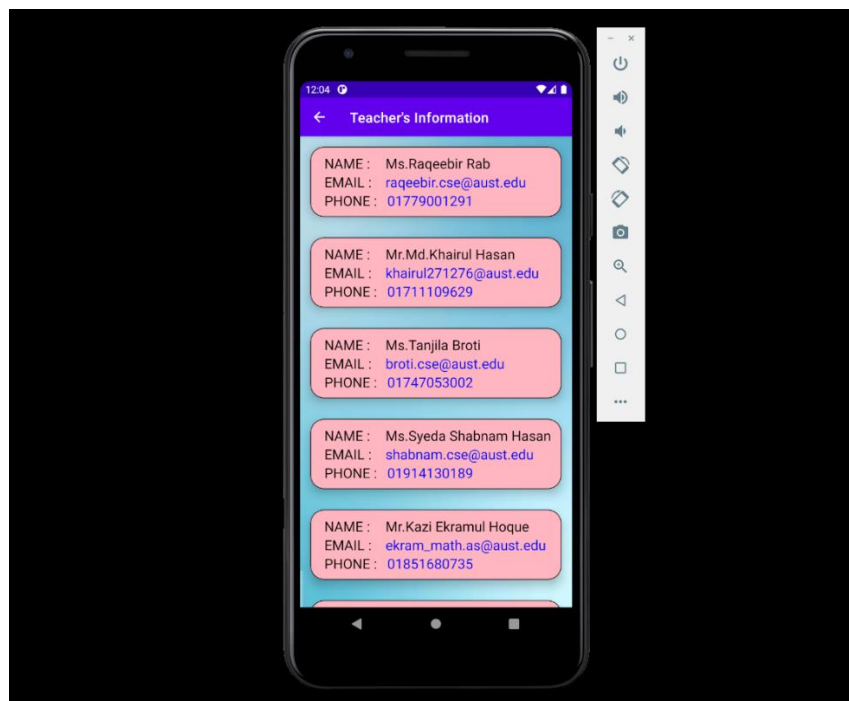 12:04
Teacher's Information
NAME : Ms.Raqeebir Rab
EMAIL : raqeebir.cse@aust.edu
PHONE : 01779001291
NAME : Mr.Md.Khairul Hasan
EMAIL : khairul271276@aust.edu
PHONE : 01711109629
NAME : Ms.Tanjila Broti
EMAIL : broti.cse@aust.edu
PHONE : 01747053002
NAME : Ms.Syeda Shabnam Hasan
EMAIL : shabnam.cse@aust.edu
PHONE : 01914130189
NAME : Mr.Kazi Ekramul Hoque
EMAIL : ekram_math.as@aust.edu
PHONE : 01851680735